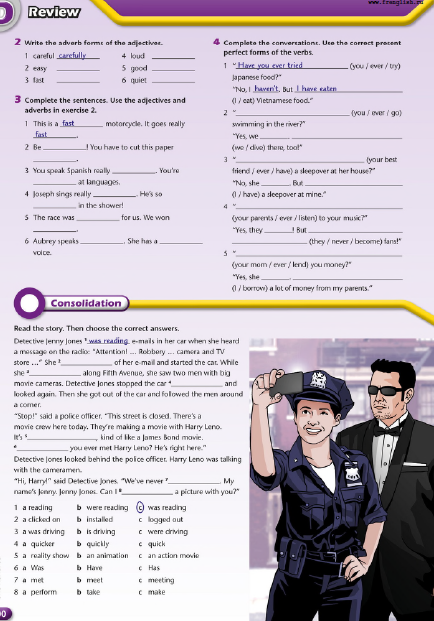 www.frenglish.ru
Review
2 Write the adverb forms of the adjectives.
1 careful carefully 4 loud
2 easy 5 good
3 fast 6 quiet
3 Complete the sentences. Use the adjectives and
adverbs in exercise 2.
1 This is a fast motorcycle. It goes really
fast .
2 Be ! You have to cut this paper
.
3 You speak Spanish really . You're
at languages.
4 Joseph sings really . He's so
in the shower!
5 The race was for us. We won
.
6 Aubrey speaks . She has a
voice.
4 Complete the conversations. Use the correct present
perfect forms of the verbs.
1 "Have you ever tried (you / ever / try)
Japanese food?"
"No, I haven't. But I have eaten
(I / eat) Vietnamese food."
2 " (you / ever / go)
swimming in the river?"
"Yes, we
(we / dive) there, too!"
3 " (your best
friend / ever / have) a sleepover at her house?"
"No, she . But
(I / have) a sleepover at mine."
4 "
(your parents / ever / listen) to your music?"
"Yes, they ! But
(they / never / become) fans!"
5 "
(your mom / ever / lend) you money?"
"Yes, she
(I / borrow) a lot of money from my parents."
Consolidation
Read the story. Then choose the correct answers.
Detective Jenny Jones 1 was reading e-mails in her car when she heard
a message on the radio: "Attention! ... Robbery ... camera and TV
store ..." She 2 of her e-mail and started the car. While
she 3 along Fifth Avenue, she saw two men with big
movie cameras. Detective Jones stopped the car 4 and
looked again. Then she got out of the car and followed the men around
a corner.
"Stop!" said a police officer. "This street is closed. There's a
movie crew here today. They're making a movie with Harry Leno.
It's 5 , kind of like a James Bond movie.
6 you ever met Harry Leno? He's right here."
Detective Jones looked behind the police officer. Harry Leno was talking
with the cameramen.
"Hi, Harry!" said Detective Jones. "We've never 7 . My
name's Jenny. Jenny Jones. Can I 8 a picture with you?"
1 a reading b were reading c was reading
2 a clicked on b installed c logged out
3 a was driving b is driving c were driving
4 a quicker b quickly c quick
5 a reality show b an animation c an action movie
6 a Was b Have c Has
7 a met b meet c meeting
8 a perform b take c make